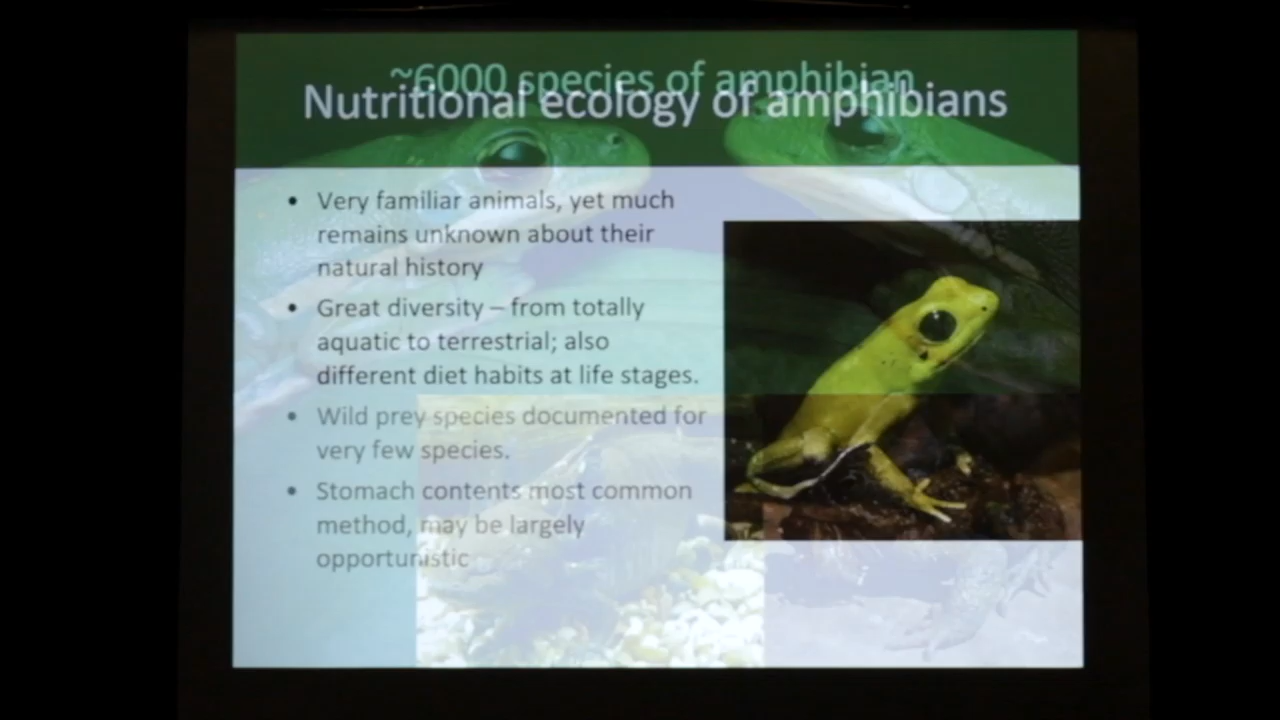 ~6000 species of amphibian
Nutritional ecology of amphibians
• Very familiar animals, yet much
remains unknown about their
natural history
• Great diversity – from totally
aquatic to terrestrial; also
different diet habits at life stages.
• Wild prey species documented for
very few species.
• Stomach contents most common
method, may be largely
opportunistic